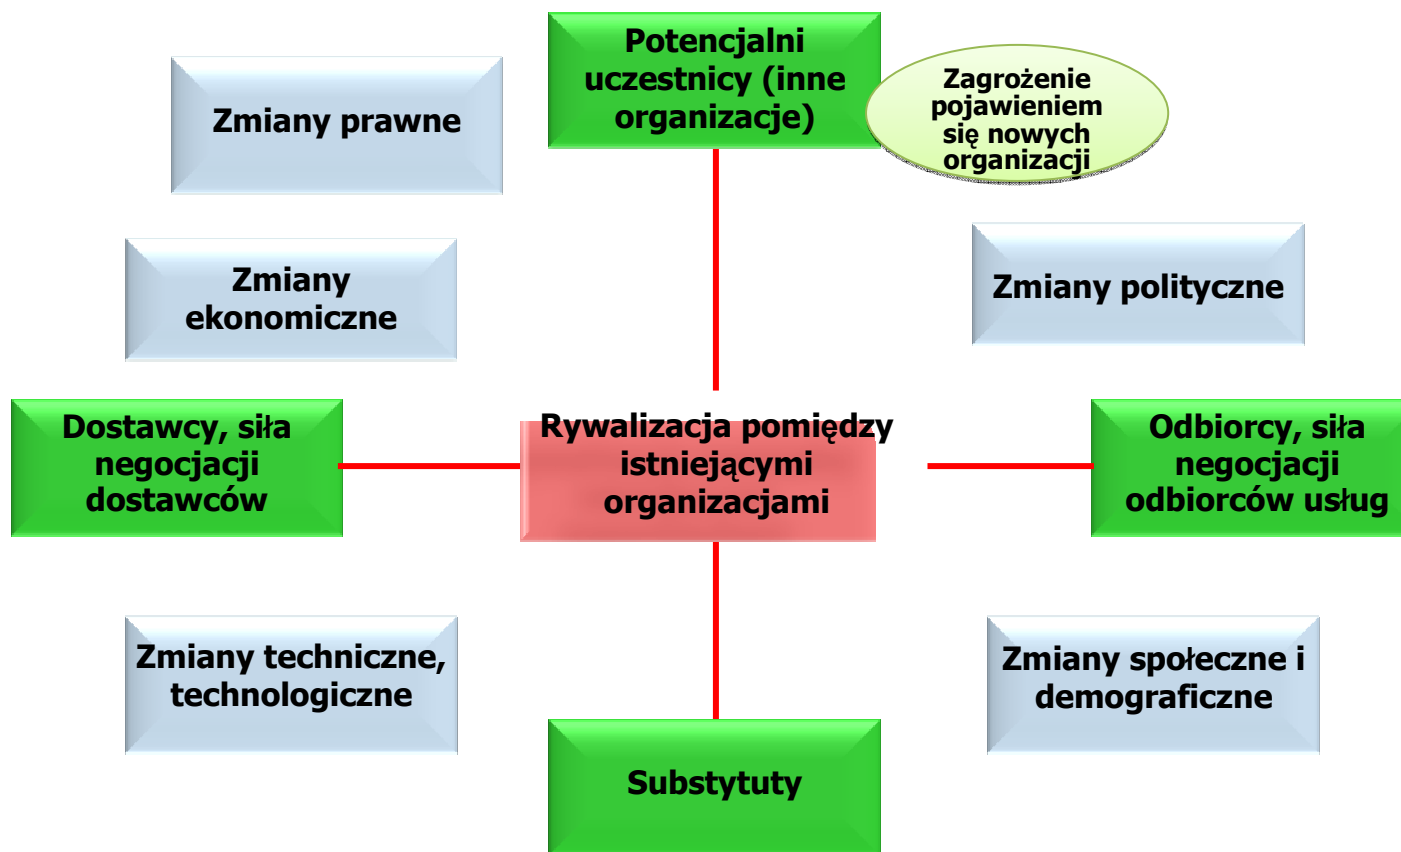 Potencjalni
uczestnicy (inne
organizacje)
Zagrożenie
pojawieniem
się nowych
organizacji
Zmiany prawne
Zmiany
ekonomiczne
Zmiany polityczne
Dostawcy, siła
negocjacji
dostawców
Rywalizacja pomiędzy
istniejącymi
organizacjami
Odbiorcy, siła
negocjacji
odbiorców usług
Zmiany techniczne,
technologiczne
Zmiany społeczne i
demograficzne
Substytuty